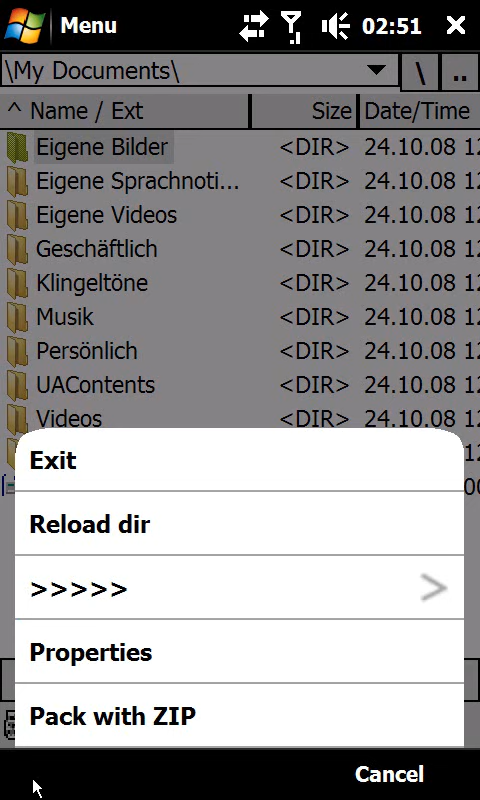 Menu 02:51
\My Documents\ \ ..
^ Name / Ext Size Date/Time
Eigene Bilder <DIR> 24.10.08 12
Eigene Sprachnoti... <DIR> 24.10.08 12
Eigene Videos <DIR> 24.10.08 12
Geschäftlich <DIR> 24.10.08 12
Klingeltöne <DIR> 24.10.08 12
Musik <DIR> 24.10.08 12
Persönlich <DIR> 24.10.08 12
UAContents <DIR> 24.10.08 12
Videos <DIR> 24.10.08 12
Exit
Reload dir
>>>>> >
Properties
Pack with ZIP
Cancel